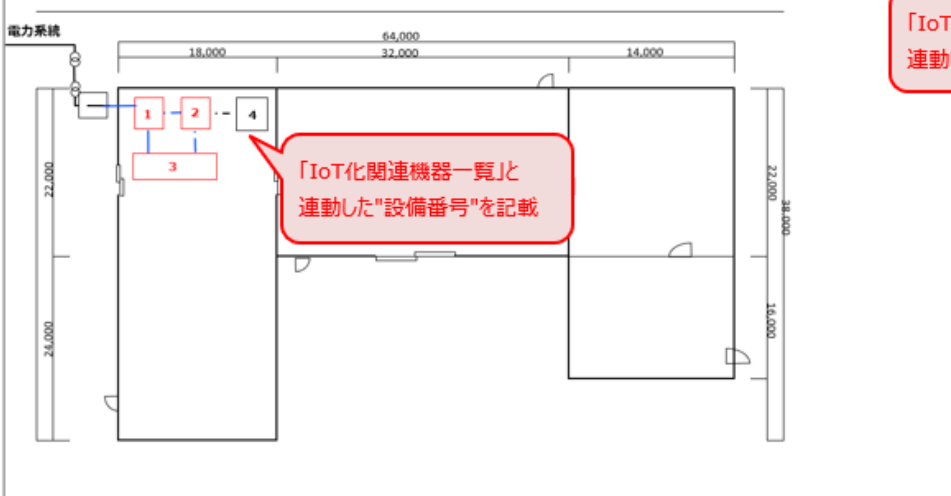 電力系統
64,000
18,000
32,000
14,000
1
2
4
3
「IoT化関連機器一覧」と
連動した"設備番号"を記載
22,000
24,000
22,000
38,000
16,000
「IoT
連動